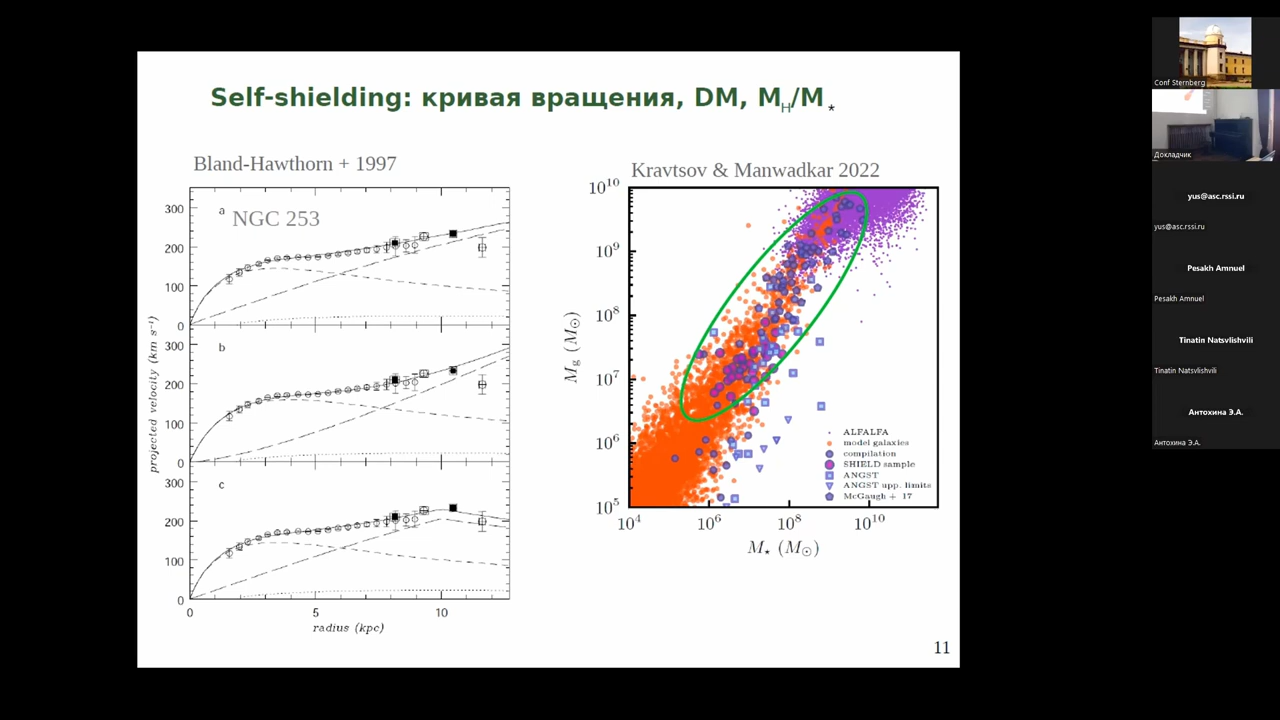 Self-shielding: кривая вращения, DM, M_H/M_★
Bland-Hawthorn + 1997
NGC 253
a
300
200
100
0
b
300
200
100
0
c
300
200
100
0
0 5 10
radius (kpc)
projected velocity (km s⁻¹)
Kravtsov & Manwadkar 2022
10¹⁰
10⁹
10⁸
10⁷
10⁶
10⁵
10⁴ 10⁶ 10⁸ 10¹⁰
M_g (M_⊙)
M_★ (M_⊙)
ALFALFA
model galaxies
compilation
SHIELD sample
ANGST
ANGST upp. limits
McGaugh + 17
11
Conf Sternberg
Докладчик
yus@asc.rssi.ru
yus@asc.rssi.ru
Pesakh Amnuel
Pesakh Amnuel
Tinatin Natsvlishvili
Tinatin Natsvlishvili
Антохина Э.А.
Антохина Э.А.